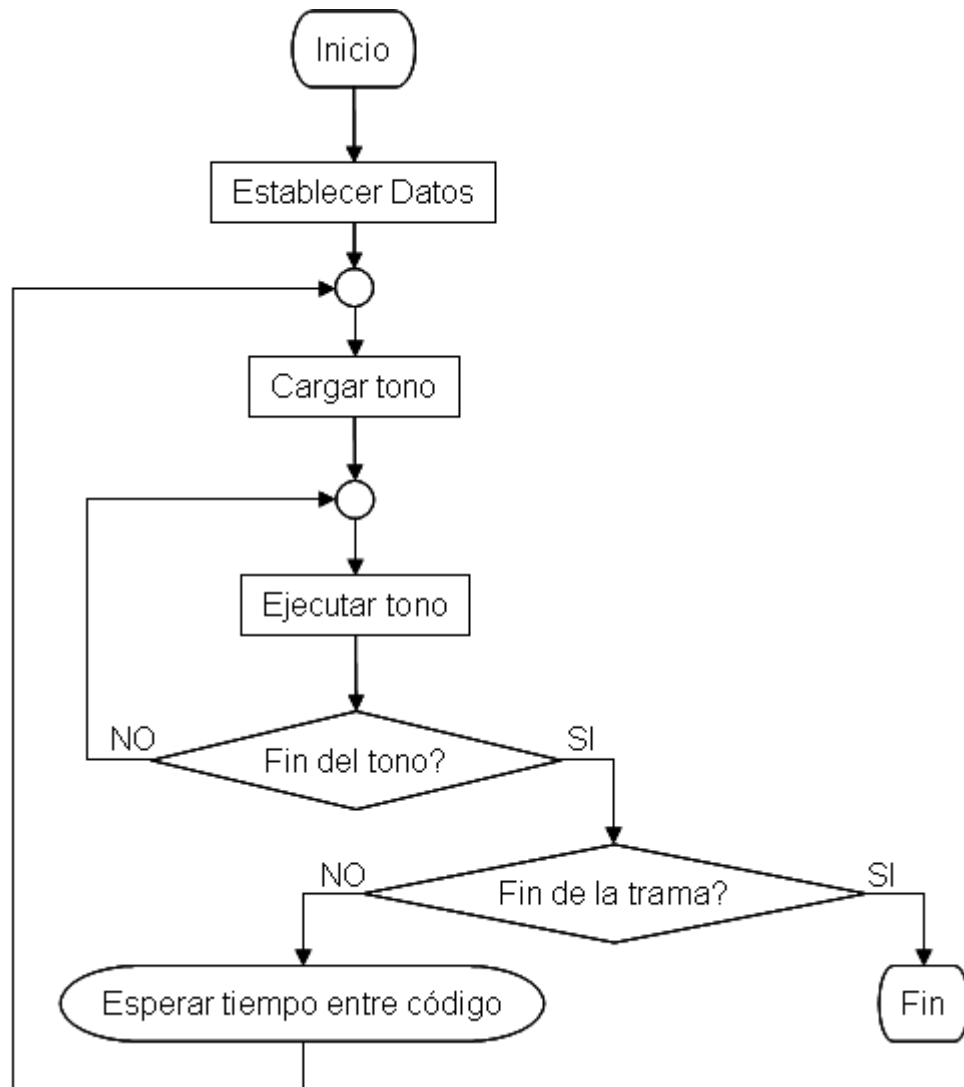 Inicio
Establecer Datos
Cargar tono
Ejecutar tono
NO
SI
Fin del tono?
NO
SI
Fin de la trama?
Esperar tiempo entre código
Fin